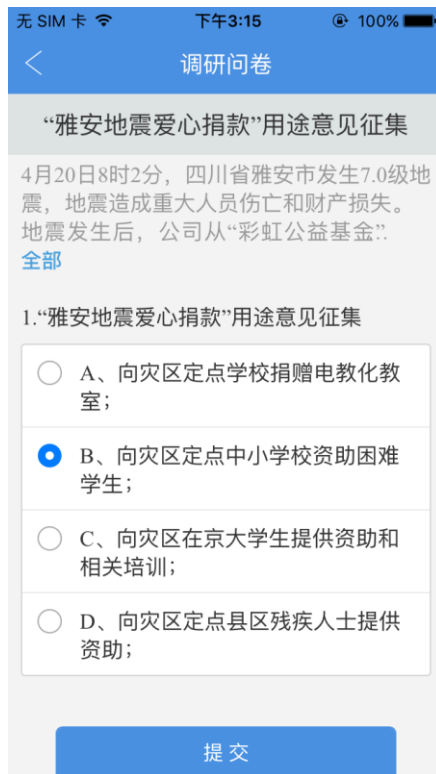 无 SIM 卡 下午3:15 100%
调研问卷
“雅安地震爱心捐款”用途意见征集
4月20日8时2分，四川省雅安市发生7.0级地
震，地震造成重大人员伤亡和财产损失。
地震发生后，公司从“彩虹公益基金”..
全部
1.“雅安地震爱心捐款”用途意见征集
A、向灾区定点学校捐赠电教化教
室；
B、向灾区定点中小学校资助困难
学生；
C、向灾区在京大学生提供资助和
相关培训；
D、向灾区定点县区残疾人士提供
资助；
提 交